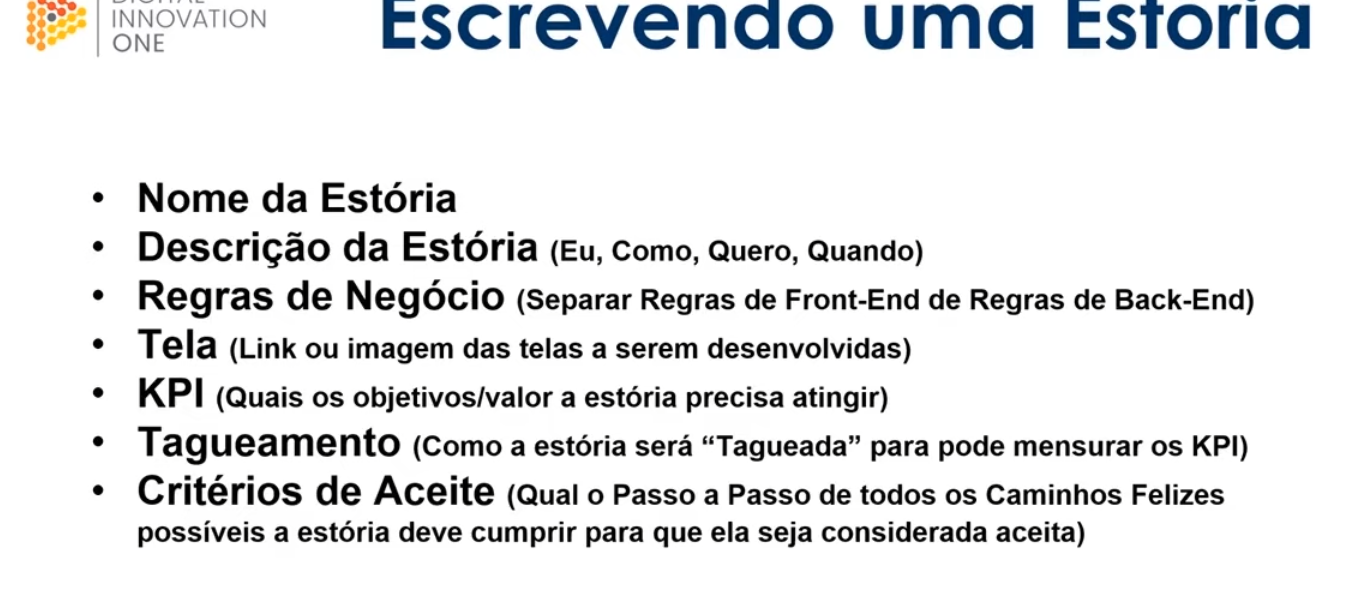 DIGITAL
INNOVATION
ONE
Escrevendo uma Estória
• Nome da Estória
• Descrição da Estória (Eu, Como, Quero, Quando)
• Regras de Negócio (Separar Regras de Front-End de Regras de Back-End)
• Tela (Link ou imagem das telas a serem desenvolvidas)
• KPI (Quais os objetivos/valor a estória precisa atingir)
• Tagueamento (Como a estória será “Tagueada” para pode mensurar os KPI)
• Critérios de Aceite (Qual o Passo a Passo de todos os Caminhos Felizes
possíveis a estória deve cumprir para que ela seja considerada aceita)